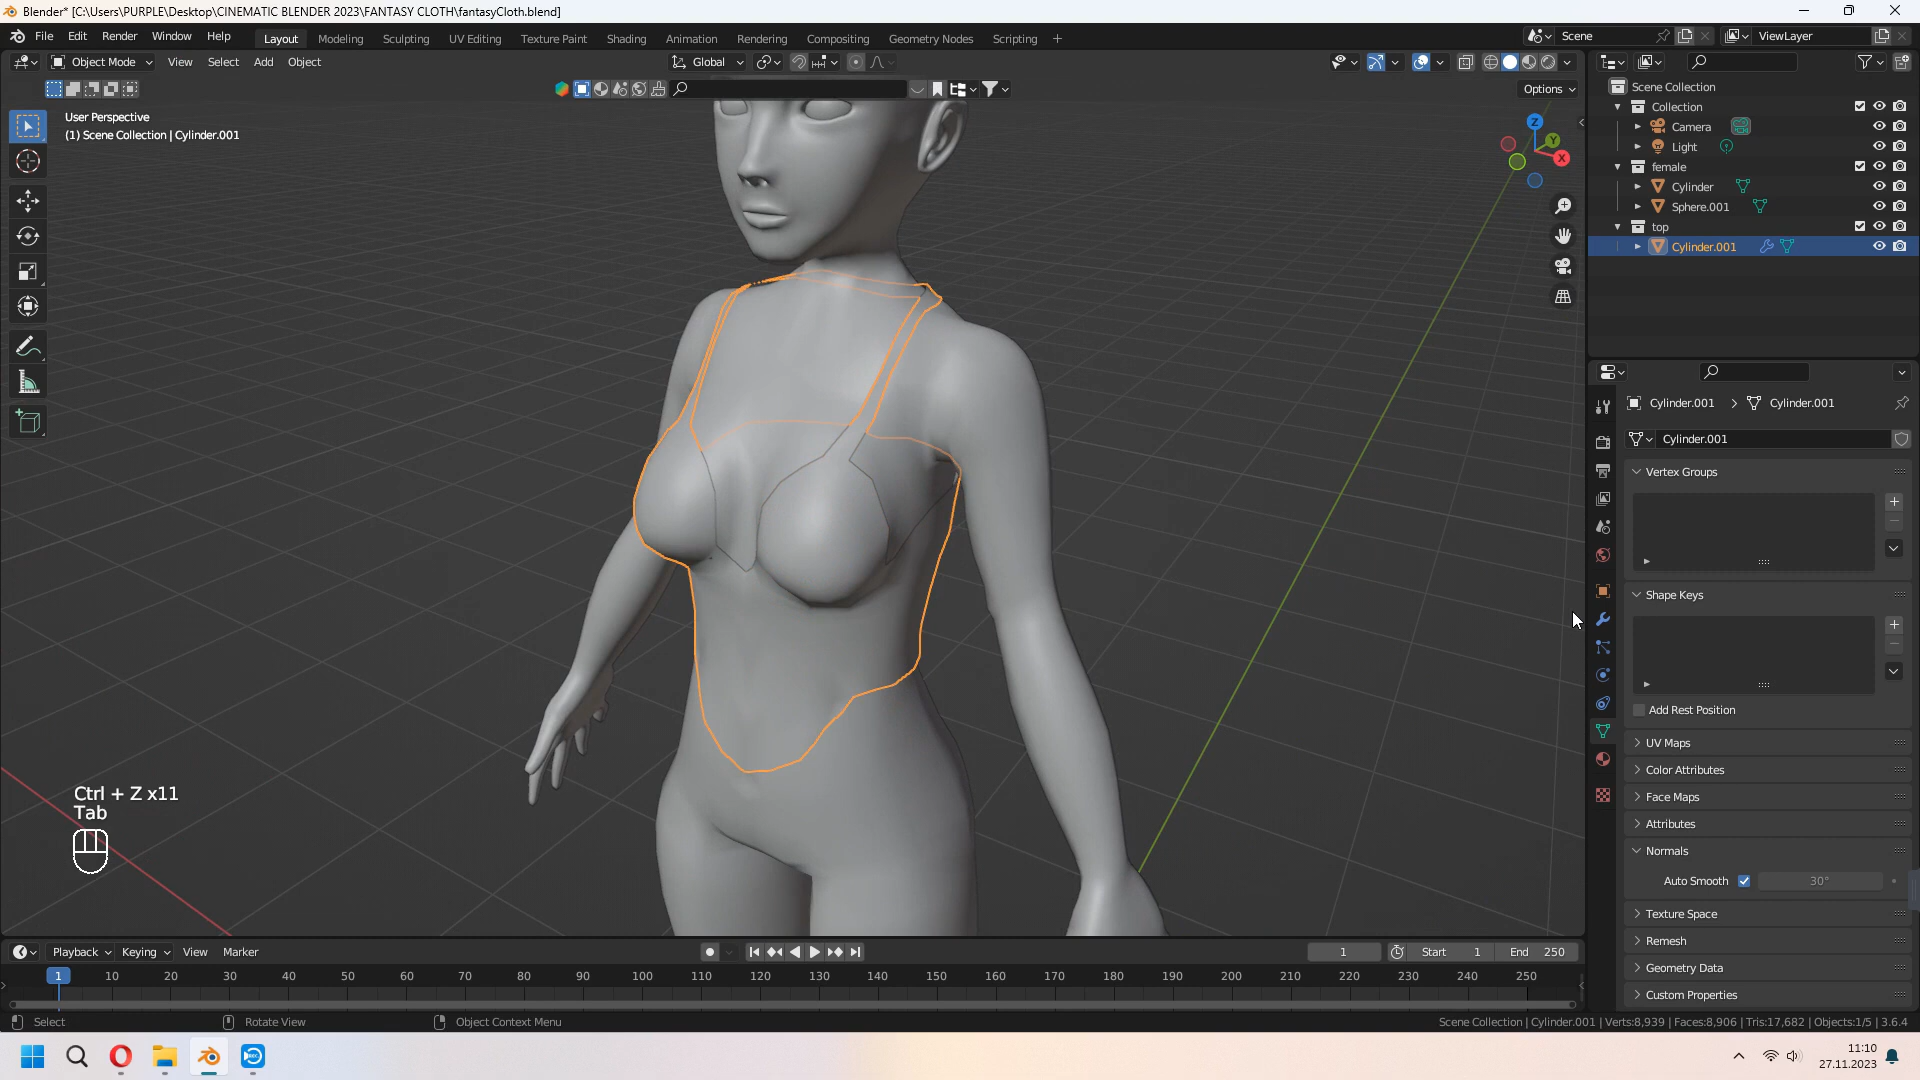 Blender* [C:\Users\PURPLE\Desktop\CINEMATIC BLENDER 2023\FANTASY CLOTH\fantasyCloth.blend]
File Edit Render Window Help Layout Modeling Sculpting UV Editing Texture Paint Shading Animation Rendering Compositing Geometry Nodes Scripting + Scene ViewLayer
Object Mode View Select Add Object Global
Options
User Perspective
(1) Scene Collection | Cylinder.001
Z
Y
X
Scene Collection
Collection
Camera
Light
female
Cylinder
Sphere.001
top
Cylinder.001
Cylinder.001 > Cylinder.001
Cylinder.001
Vertex Groups
Shape Keys
Add Rest Position
UV Maps
Color Attributes
Face Maps
Attributes
Normals
Auto Smooth 30°
Texture Space
Remesh
Geometry Data
Custom Properties
Ctrl + Z x11
Tab
Playback Keying View Marker 1 Start 1 End 250
1 10 20 30 40 50 60 70 80 90 100 110 120 130 140 150 160 170 180 190 200 210 220 230 240 250
Select Rotate View Object Context Menu Scene Collection | Cylinder.001 | Verts:8,939 | Faces:8,906 | Tris:17,682 | Objects:1/5 | 3.6.4
11:10
27.11.2023